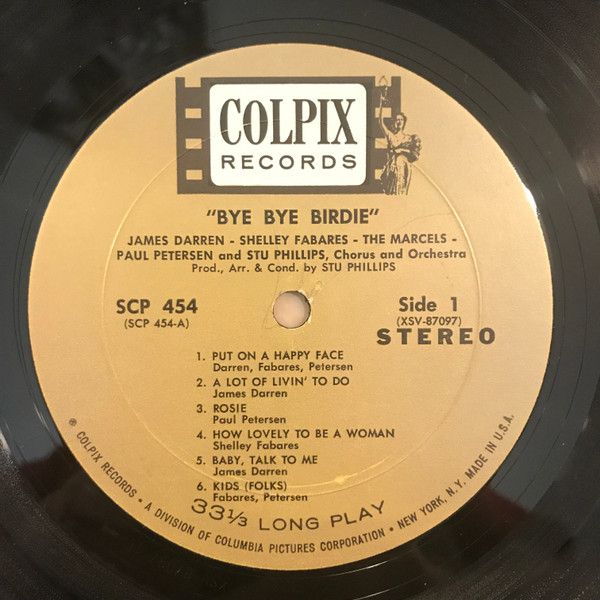 COLPIX
RECORDS
"BYE BYE BIRDIE"
JAMES DARREN - SHELLEY FABARES - THE MARCELS -
PAUL PETERSEN and STU PHILLIPS, Chorus and Orchestra
Prod., Arr. & Cond. by STU PHILLIPS
SCP 454
(SCP 454-A)
Side 1
(XSV-87097)
STEREO
1. PUT ON A HAPPY FACE
Darren, Fabares, Petersen
2. A LOT OF LIVIN' TO DO
James Darren
3. ROSIE
Paul Petersen
4. HOW LOVELY TO BE A WOMAN
Shelley Fabares
5. BABY, TALK TO ME
James Darren
6. KIDS (FOLKS)
Fabares, Petersen
33 1/3 LONG PLAY
® COLPIX RECORDS • A DIVISION OF COLUMBIA PICTURES CORPORATION • NEW YORK, N.Y. MADE IN U.S.A.